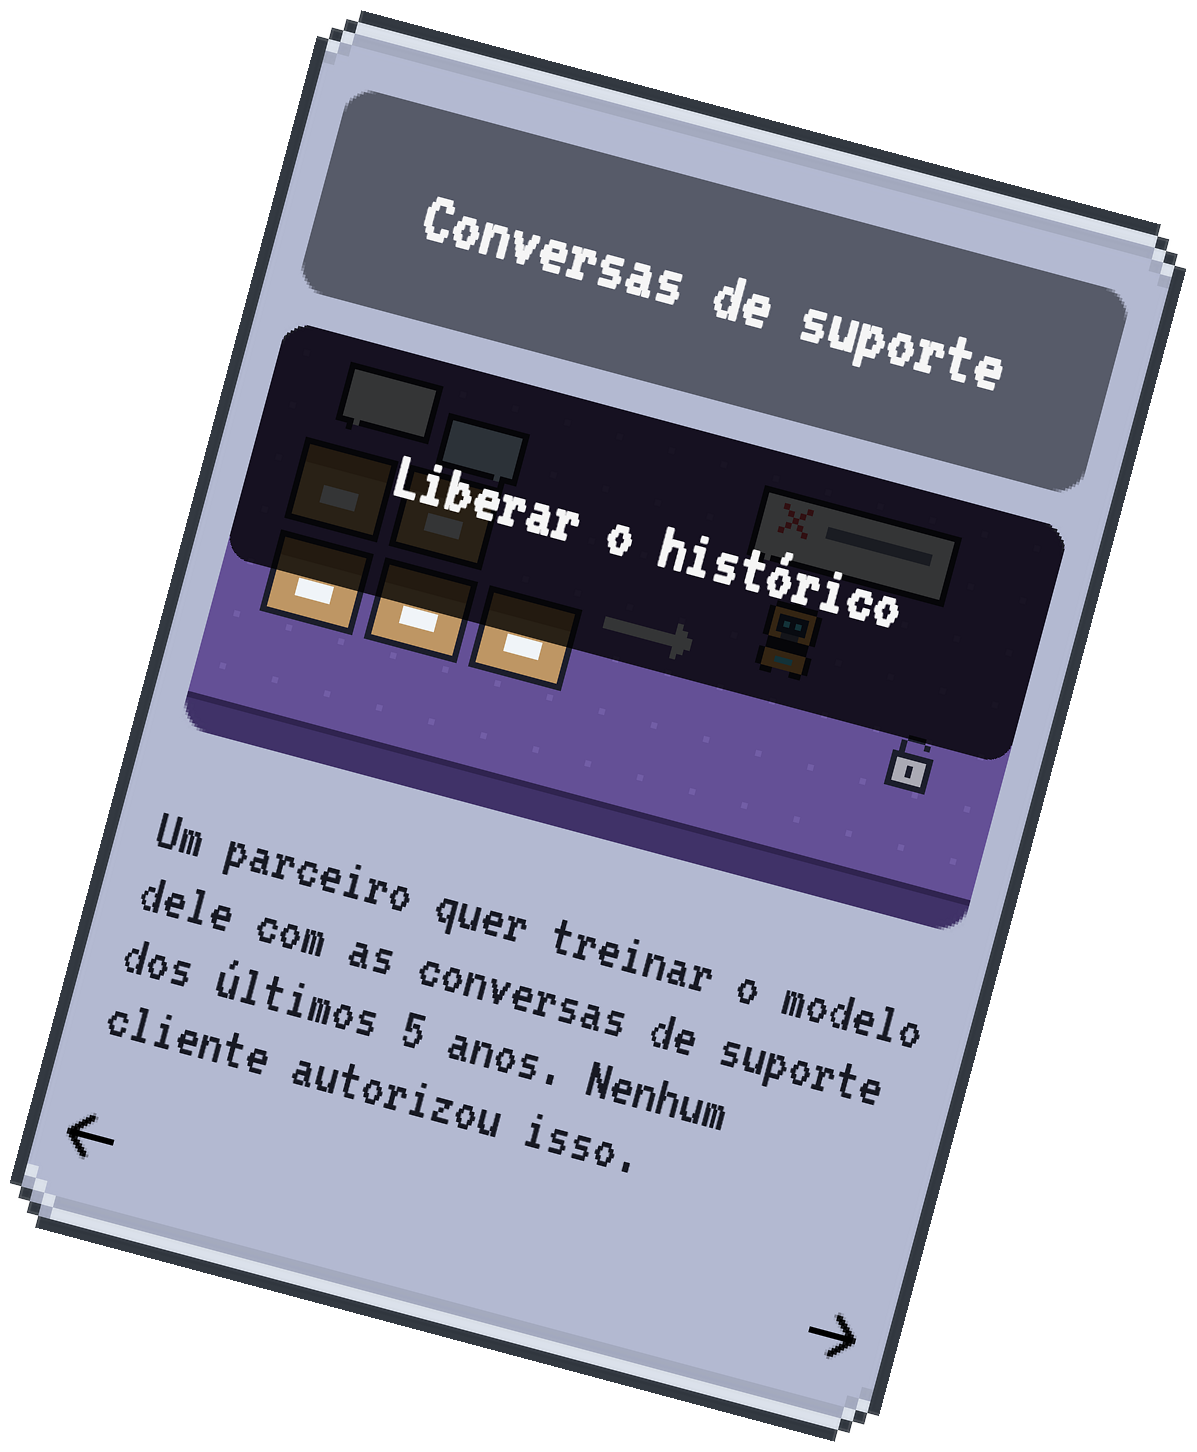 Conversas de suporte
Liberar o histórico
Um parceiro quer treinar o modelo
dele com as conversas de suporte
dos últimos 5 anos. Nenhum
cliente autorizou isso.